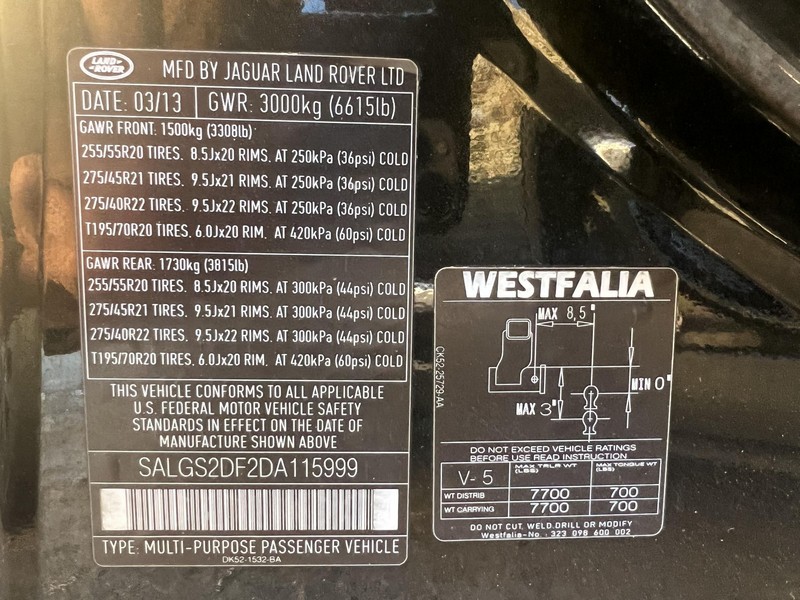 LAND ROVER
MFD BY JAGUAR LAND ROVER LTD
DATE: 03/13 GWR: 3000kg (6615lb)
GAWR FRONT: 1500kg (3308lb)
255/55R20 TIRES. 8.5Jx20 RIMS. AT 250kPa (36psi) COLD
275/45R21 TIRES. 9.5Jx21 RIMS. AT 250kPa (36psi) COLD
275/40R22 TIRES. 9.5Jx22 RIMS. AT 250kPa (36psi) COLD
T195/70R20 TIRES. 6.0Jx20 RIM. AT 420kPa (60psi) COLD
GAWR REAR: 1730kg (3815lb)
255/55R20 TIRES. 8.5Jx20 RIMS. AT 300kPa (44psi) COLD
275/45R21 TIRES. 9.5Jx21 RIMS. AT 300kPa (44psi) COLD
275/40R22 TIRES. 9.5Jx22 RIMS. AT 300kPa (44psi) COLD
T195/70R20 TIRES. 6.0Jx20 RIM. AT 420kPa (60psi) COLD
THIS VEHICLE CONFORMS TO ALL APPLICABLE
U.S. FEDERAL MOTOR VEHICLE SAFETY
STANDARDS IN EFFECT ON THE DATE OF
MANUFACTURE SHOWN ABOVE
SALGS2DF2DA115999
TYPE: MULTI-PURPOSE PASSENGER VEHICLE
DK52-1532-BA
WESTFALIA
MAX 8,5"
MIN 0"
MAX 3"
CK52-25729-AA
DO NOT EXCEED VEHICLE RATINGS
BEFORE USE READ INSTRUCTION
V-5 MAX TRLR WT (LBS) MAX TONGUE WT (LBS)
WT DISTRIB 7700 700
WT CARRYING 7700 700
DO NOT CUT, WELD, DRILL OR MODIFY
Westfalia-No.: 323 098 600 002